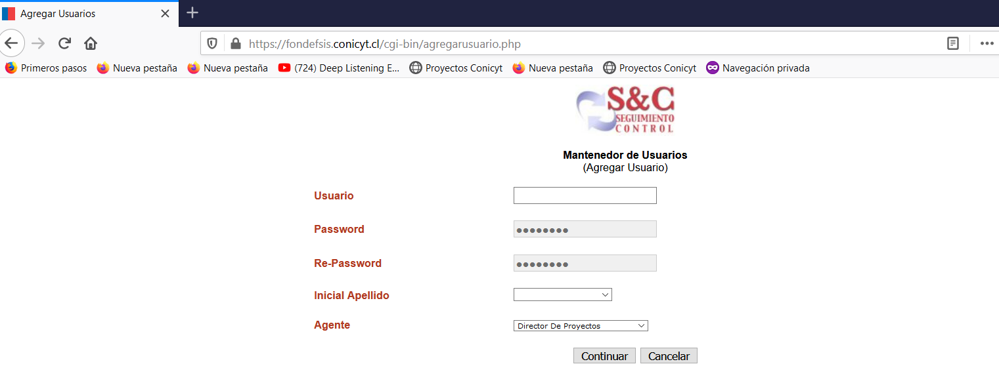 Agregar Usuarios
https://fondefsis.conicyt.cl/cgi-bin/agregarusuario.php
Primeros pasos Nueva pestaña Nueva pestaña (724) Deep Listening E... Proyectos Conicyt Nueva pestaña Proyectos Conicyt Navegación privada
S&C
SEGUIMIENTO
CONTROL
Mantenedor de Usuarios
(Agregar Usuario)
Usuario
Password ●●●●●●●●
Re-Password ●●●●●●●●
Inicial Apellido
Agente Director De Proyectos
Continuar Cancelar